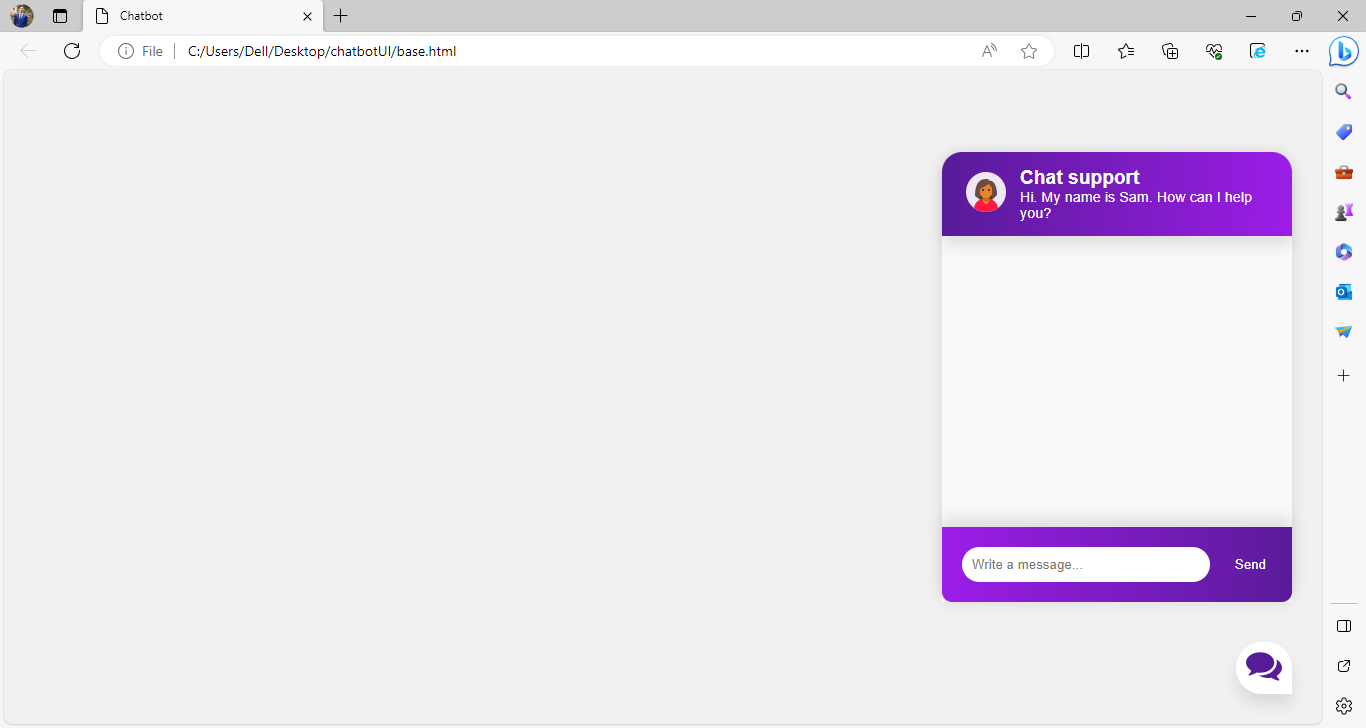 Chatbot
File
C:/Users/Dell/Desktop/chatbotUI/base.html
Chat support
Hi. My name is Sam. How can I help
you?
Write a message...
Send